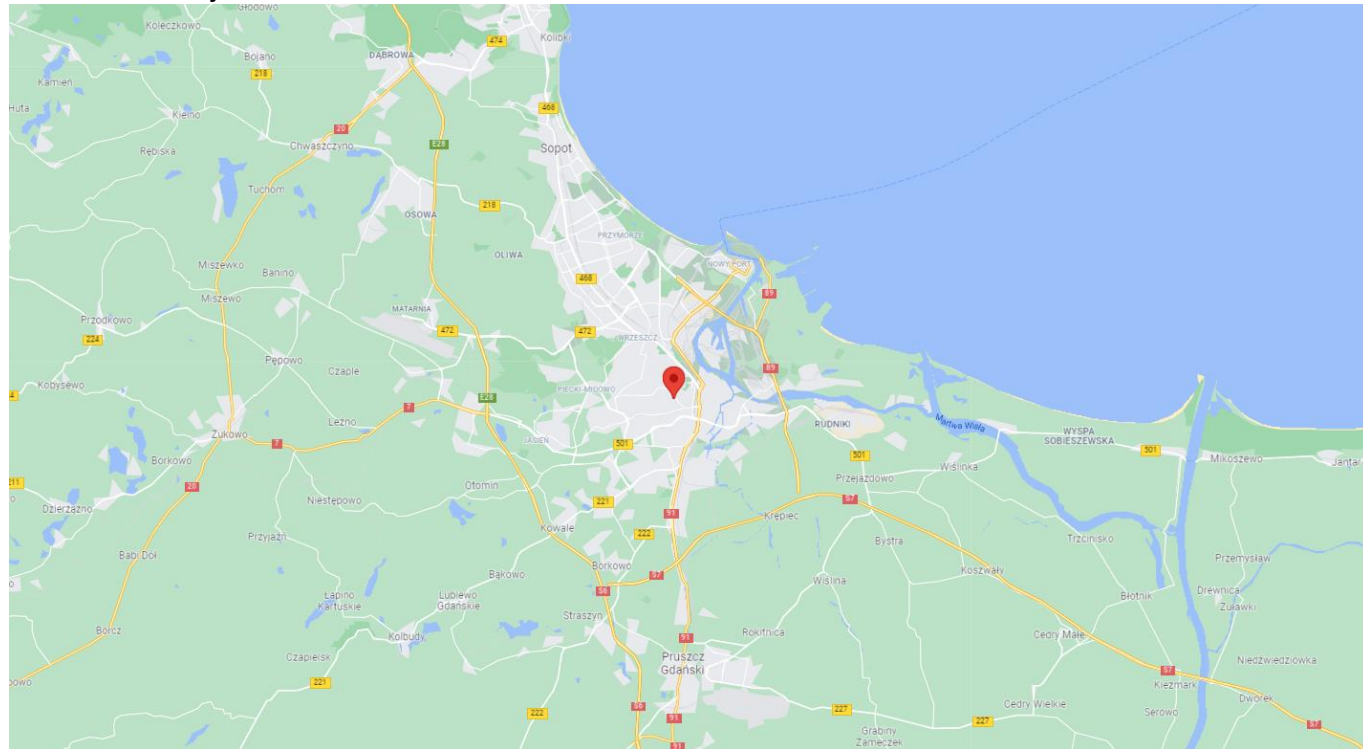 Głodowo
Koleczkowo
474
Kolibki
Bojano
DĄBROWA
218
Kamień
Huta
468
Kielno
20
Chwaszczyno
E28
Sopot
Rębiska
Tuchom
218
OSOWA
PRZYMORZE
OLIWA
Miszewko
Banino
NOWY PORT
468
Miszewo
89
MATARNIA
Przodkowo
472
472
224
WRZESZCZ
Pępowo
Czaple
89
Kobysewo
PIECKI-MIGOWO
E28
7
Leźno
Martwa Wisła
RUDNIKI
WYSPA
SOBIESZEWSKA
Żukowo
7
JASIEŃ
501
501
501
Borkowo
Mikoszewo
Jantar
Wiślinka
211
20
Otomin
Przejazdowo
Niestępowo
221
S7
Dzierżążno
91
Krępiec
Kowale
222
Przyjaźń
Bystra
Trzcinisko
Babi Dół
Borkowo
Przemysław
Bąkowo
S7
Koszwały
Wiślina
S6
Drewnica
Łapino
Kartuskie
Lublewo
Gdańskie
Błotnik
Żuławki
Straszyn
Borcz
Kolbudy
91
Rokitnica
Cedry Małe
Czapielsk
Pruszcz
Gdański
Niedźwiedziówka
S7
221
Kiezmark
Dworek
S6
Cedry Wielkie
222
227
Serowo
91
227
S7
Grabiny
Zameczek
91